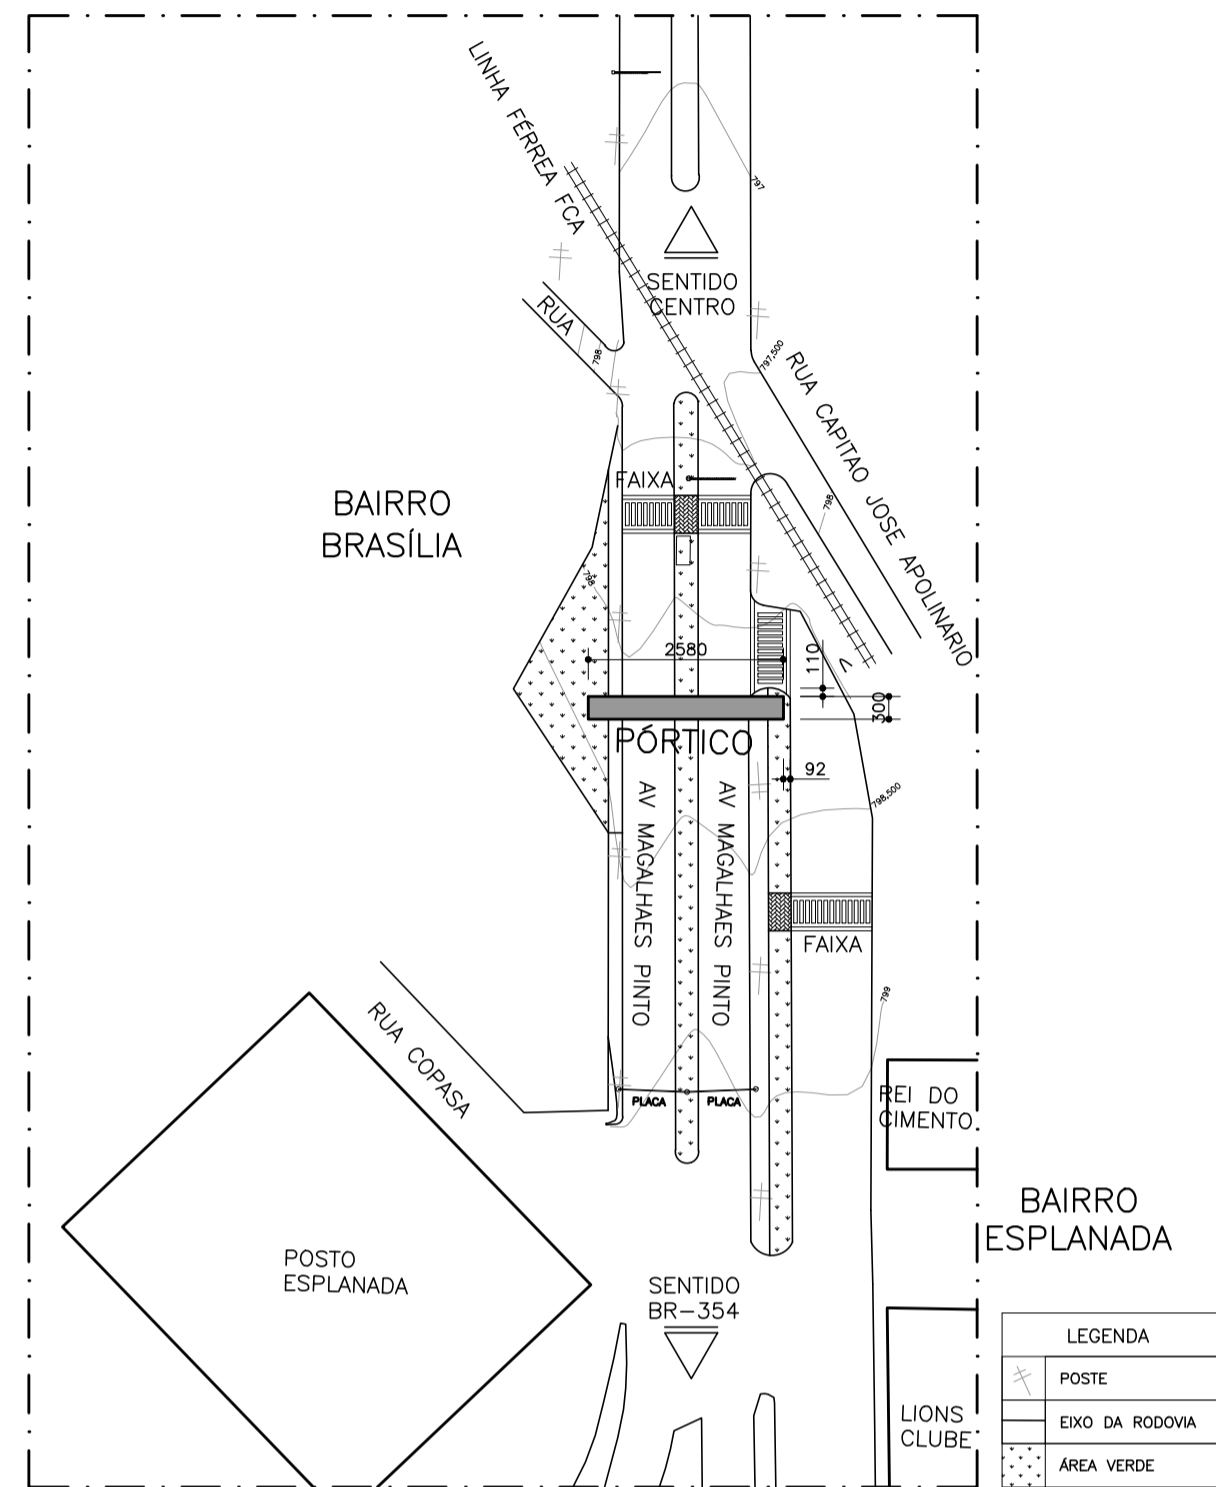 LINHA FÉRREA FCA
797
SENTIDO
CENTRO
RUA
798
797,500
RUA CAPITAO JOSE APOLINARIO
FAIXA
798
BAIRRO
BRASÍLIA
798
2580
110
V
300
PÓRTICO
92
AV MAGALHAES PINTO
AV MAGALHAES PINTO
798,500
FAIXA
799
RUA COPASA
PLACA
PLACA
REI DO
CIMENTO
BAIRRO
ESPLANADA
POSTO
ESPLANADA
SENTIDO
BR-354
LIONS
CLUBE
LEGENDA
POSTE
EIXO DA RODOVIA
ÁREA VERDE